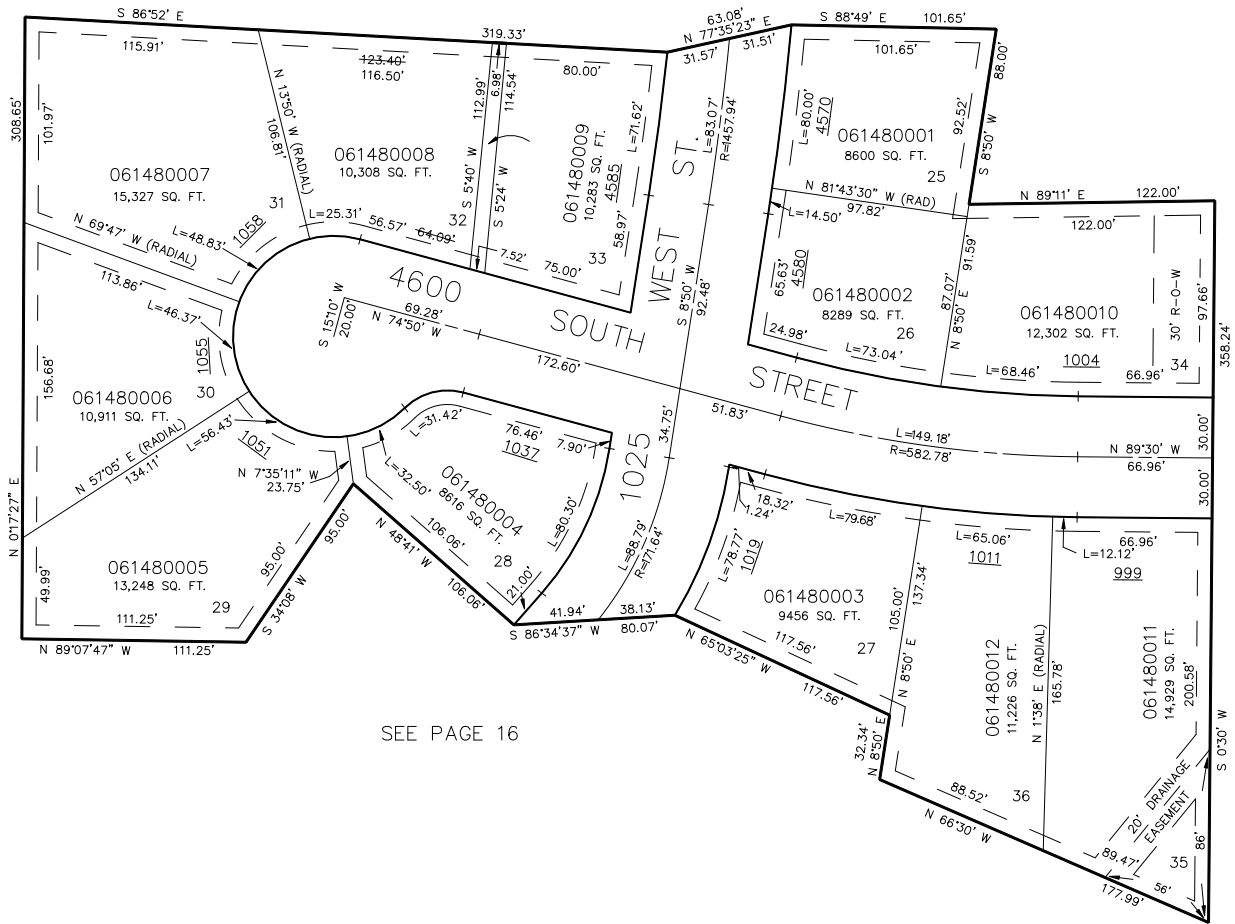 S 86°52' E
319.33'
63.08'
N 77°35'23" E
31.57'
31.51'
S 88°49' E
101.65'
101.65'
88.00'
S 8°50' W
308.65'
101.97'
115.91'
N 13°50' W (RADIAL)
106.81'
061480007
15,327 SQ. FT.
31
1058
L=48.83'
N 69°47' W (RADIAL)
123.40'
116.50'
061480008
10,308 SQ. FT.
L=25.31'
56.57'
64.09'
32
112.99'
6.98'
114.54'
S 5°40' W
S 5°24' W
7.52'
80.00'
L=71.62'
061480009
10,283 SQ. FT.
4585
58.97'
75.00'
33
WEST ST.
L=83.07'
R=1457.94'
S 8°50' W
92.48'
L=80.00'
4570
061480001
8600 SQ. FT.
92.52'
25
N 81°43'30" W (RAD)
97.82'
L=14.50'
65.63'
4580
061480002
8289 SQ. FT.
26
24.98'
L=73.04'
87.07'
91.59'
N 8°50' E
N 89°11' E
122.00'
122.00'
061480010
12,302 SQ. FT.
1004
L=68.46'
66.96'
30' R-O-W
97.66'
34
358.24'
4600 SOUTH STREET
69.28'
N 74°50' W
S 15°10' W
20.00'
172.60'
51.83'
L=149.18'
R=582.78'
N 89°30' W
66.96'
30.00'
30.00'
113.86'
L=46.37'
156.68'
1055
30
061480006
10,911 SQ. FT.
N 57°05' E (RADIAL)
134.11'
L=56.43'
1051
N 7°35'11" W
23.75'
N 0°17'27" E
49.99'
061480005
13,248 SQ. FT.
29
111.25'
N 89°07'47" W
111.25'
95.00'
95.00'
S 34°08' W
L=31.42'
76.46'
1037
7.90'
L=32.50'
061480004
8616 SQ. FT.
28
L=80.30'
21.00'
106.06'
N 48°41' W
106.06'
1025
34.75'
L=88.79'
R=171.64'
41.94'
38.13'
S 86°34'37" W
80.07'
18.32'
1.24'
L=79.68'
L=78.77'
1019
061480003
9456 SQ. FT.
27
117.56'
N 65°03'25" W
117.56'
105.00'
137.34'
N 8°50' E
32.34'
N 8°50' E
L=65.06'
1011
061480012
11,226 SQ. FT.
N 1°38' E (RADIAL)
165.78'
36
88.52'
N 66°30' W
L=12.12'
66.96'
999
061480011
14,929 SQ. FT.
200.58'
S 0°30' W
20' DRAINAGE
EASEMENT
86'
35
56'
89.47'
177.99'
SEE PAGE 16